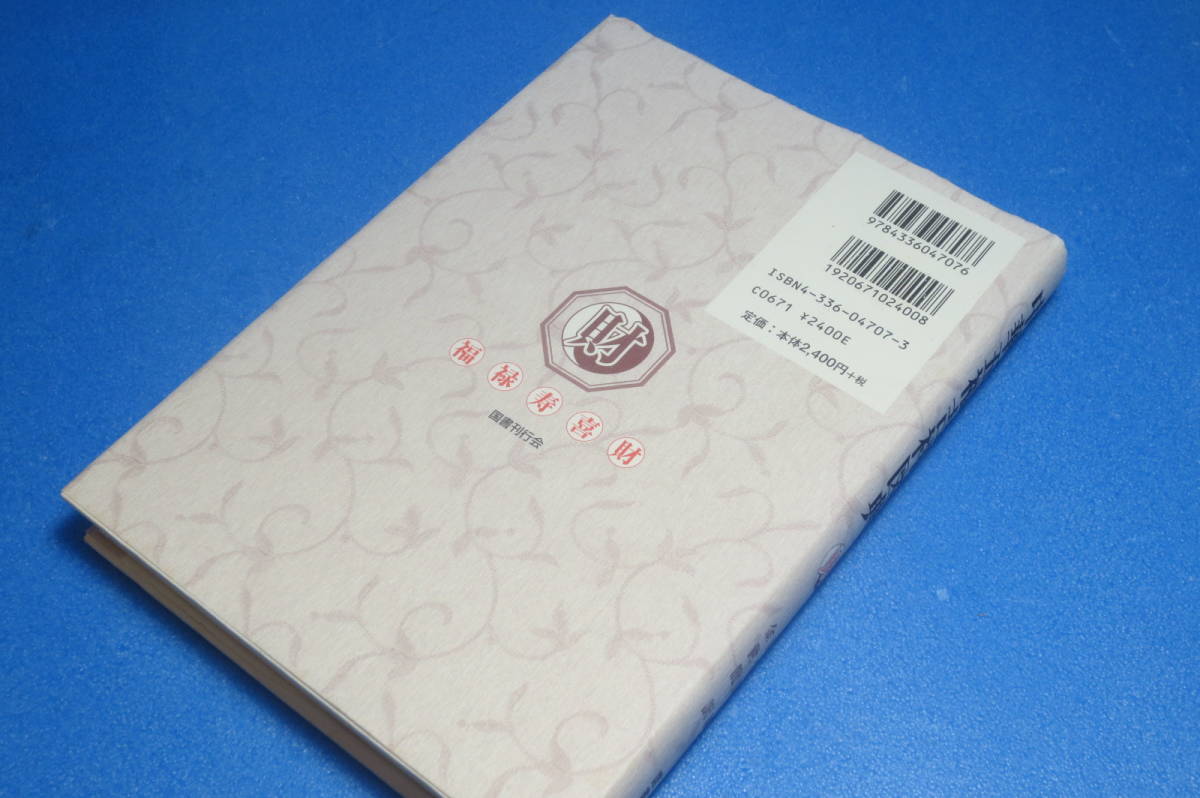 9784336047076
1920671024008
ISBN4-336-04707-3
C0671 ¥2400E
定価:本体2,400円+税
財
福禄寿喜財
国書刊行会